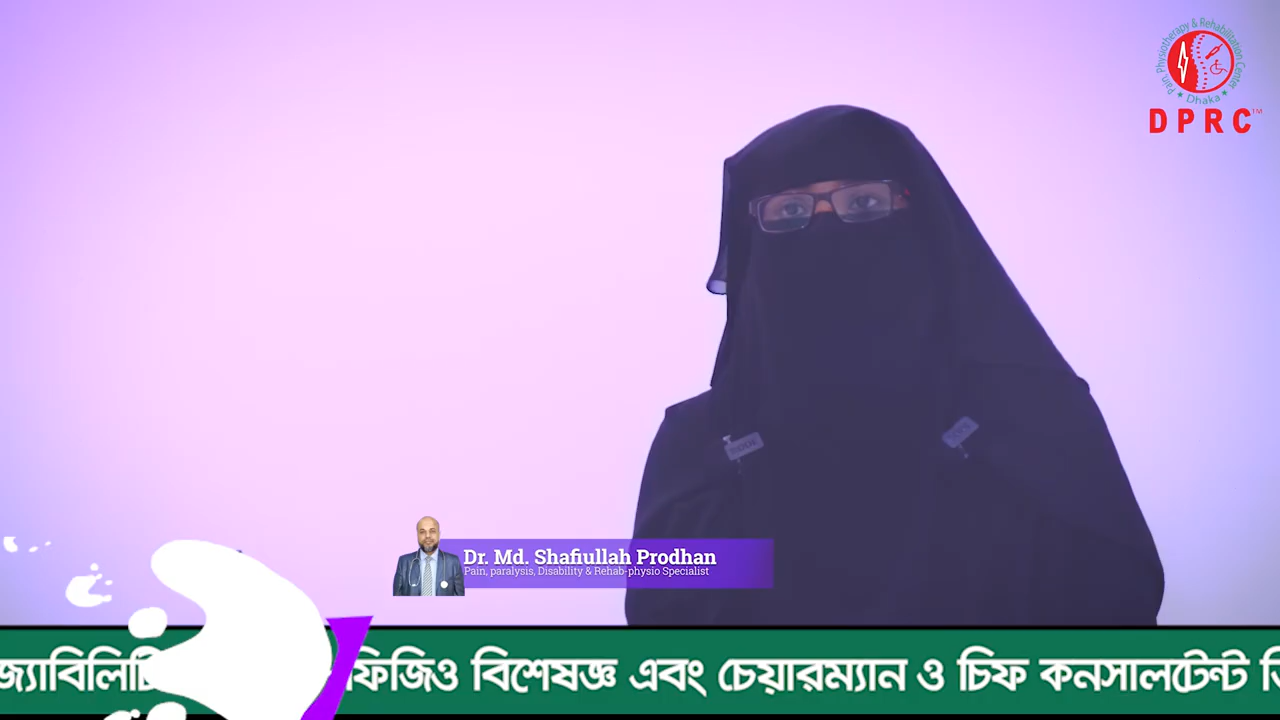 Pain, Physiotherapy & Rehabilitation Center
★ Dhaka ★
DPRC™
Dr. Md. Shafiullah Prodhan
Pain, paralysis, Disability & Rehab-physio Specialist
ফিজিও বিশেষজ্ঞ এবং চেয়ারম্যান ও চিফ কনসালটেন্ট